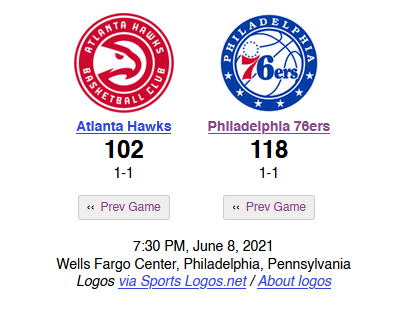 ATLANTA HAWKS
BASKETBALL CLUB
PHILADELPHIA
76ers
Atlanta Hawks
Philadelphia 76ers
102
118
1-1
1-1
‹‹ Prev Game
‹‹ Prev Game
7:30 PM, June 8, 2021
Wells Fargo Center, Philadelphia, Pennsylvania
Logos via Sports Logos.net / About logos